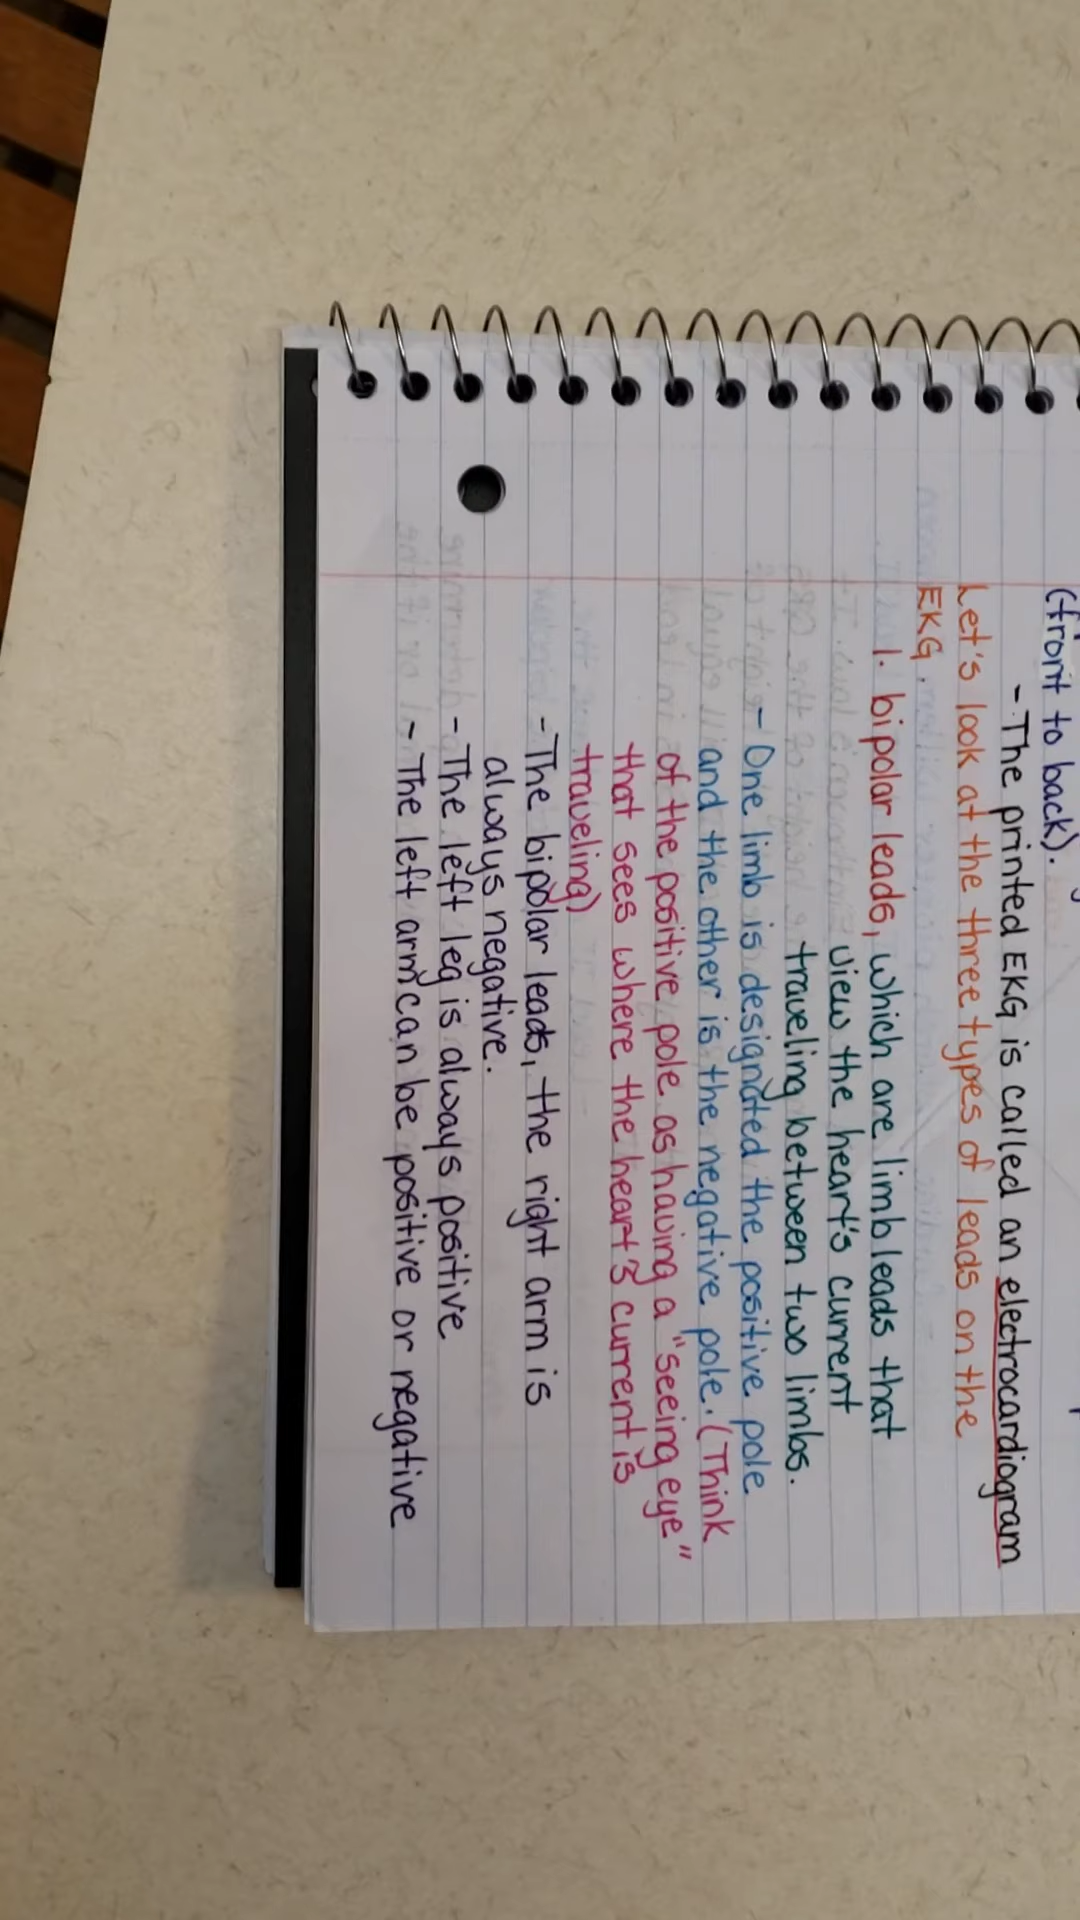 (front to back).
- The printed EKG is called an electrocardiogram
Let's look at the three types of leads on the
EKG.
1. bipolar leads, which are limb leads that
view the heart's current
traveling between two limbs.
- One limb is designated the positive pole
and the other is the negative pole. (Think
of the positive pole as having a "seeing eye"
that sees where the heart's current is
traveling)
- The bipolar leads, the right arm is
always negative.
- The left leg is always positive
- The left arm can be positive or negative